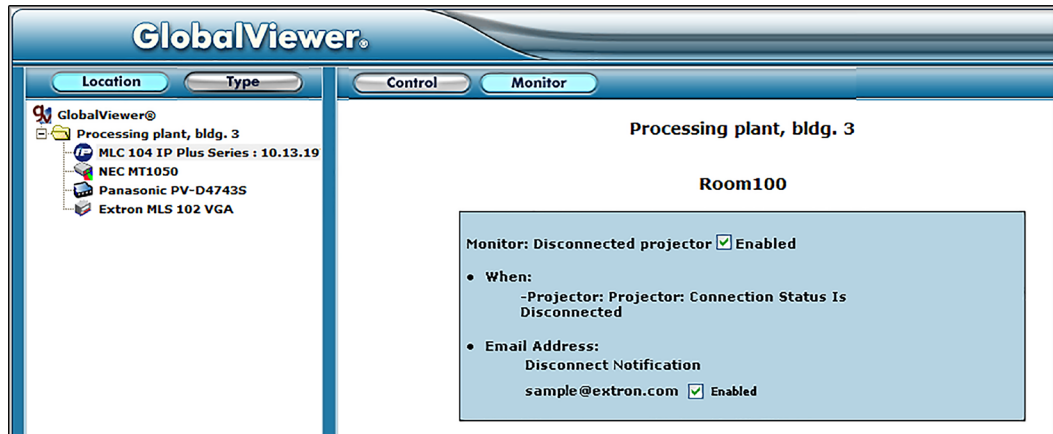 GlobalViewer®
Location Type
Control Monitor
GlobalViewer®
Processing plant, bldg. 3
MLC 104 IP Plus Series : 10.13.19
NEC MT1050
Panasonic PV-D4743S
Extron MLS 102 VGA
Processing plant, bldg. 3
Room100
Monitor: Disconnected projector Enabled
• When:
-Projector: Projector: Connection Status Is
Disconnected
• Email Address:
Disconnect Notification
sample@extron.com Enabled